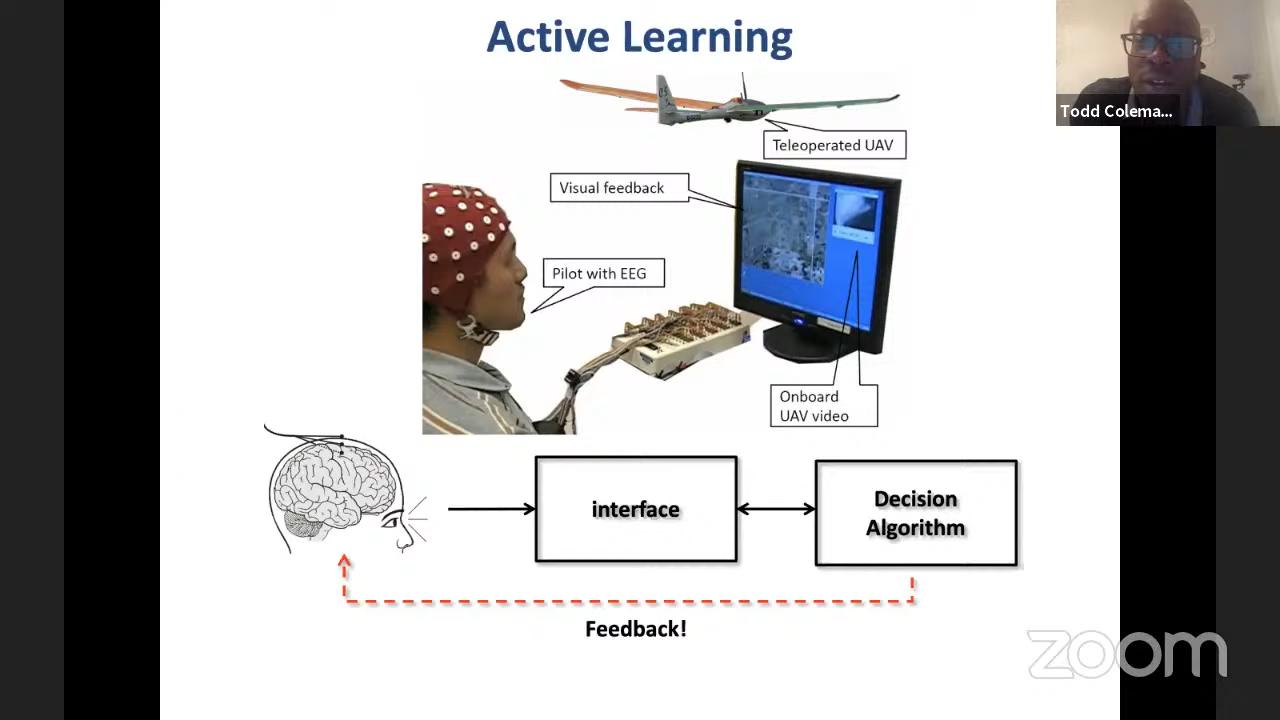 Active Learning
Todd Colema...
Teleoperated UAV
Visual feedback
Pilot with EEG
Onboard
UAV video
interface
Decision
Algorithm
Feedback!
zoom